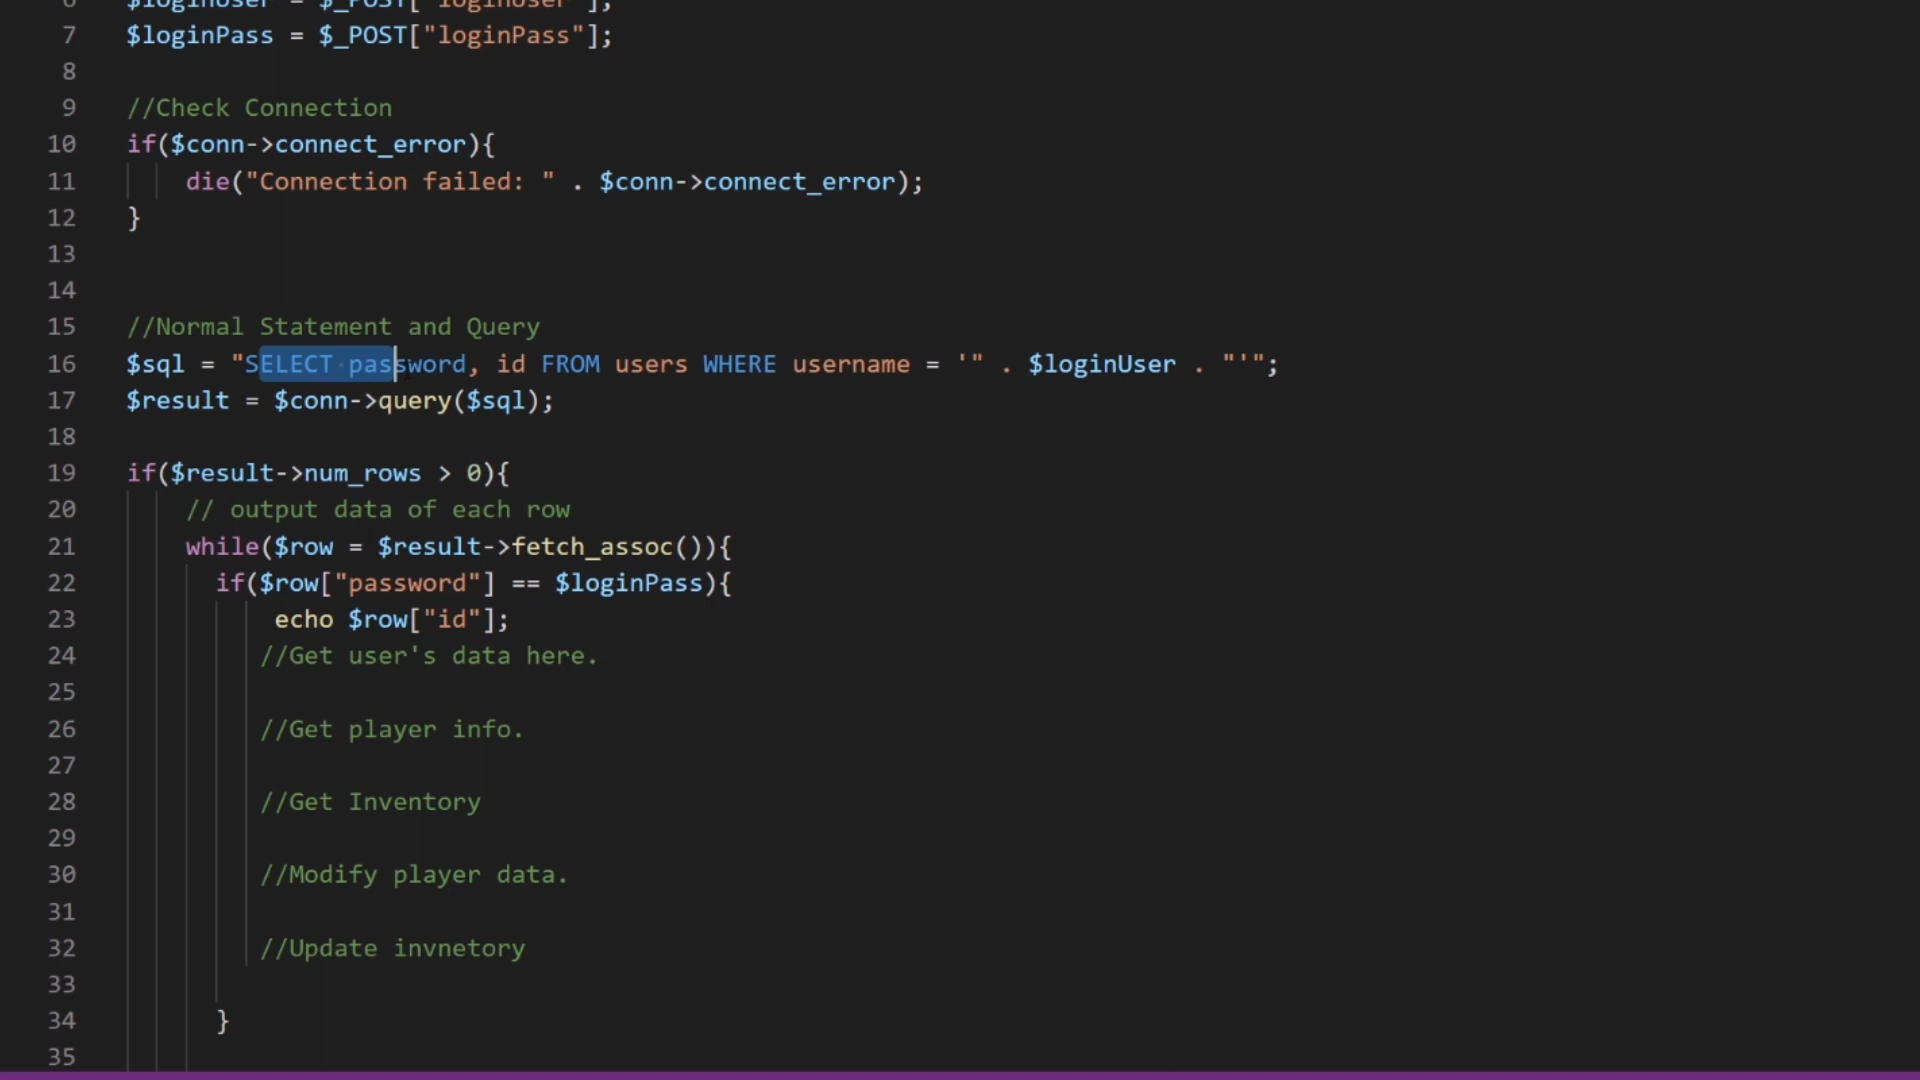 6 $loginUser = $_POST["loginUser"];
7 $loginPass = $_POST["loginPass"];
8
9 //Check Connection
10 if($conn->connect_error){
11 die("Connection failed: " . $conn->connect_error);
12 }
13
14
15 //Normal Statement and Query
16 $sql = "SELECT password, id FROM users WHERE username = '" . $loginUser . "'";
17 $result = $conn->query($sql);
18
19 if($result->num_rows > 0){
20 // output data of each row
21 while($row = $result->fetch_assoc()){
22 if($row["password"] == $loginPass){
23 echo $row["id"];
24 //Get user's data here.
25
26 //Get player info.
27
28 //Get Inventory
29
30 //Modify player data.
31
32 //Update invnetory
33
34 }
35